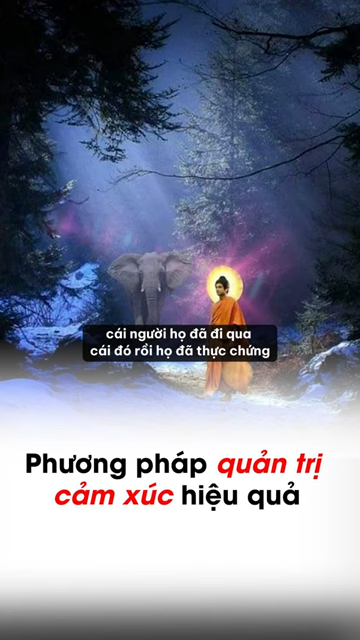 cái người họ đã đi qua
cái đó rồi họ đã thực chứng
Phương pháp quản trị
cảm xúc hiệu quả